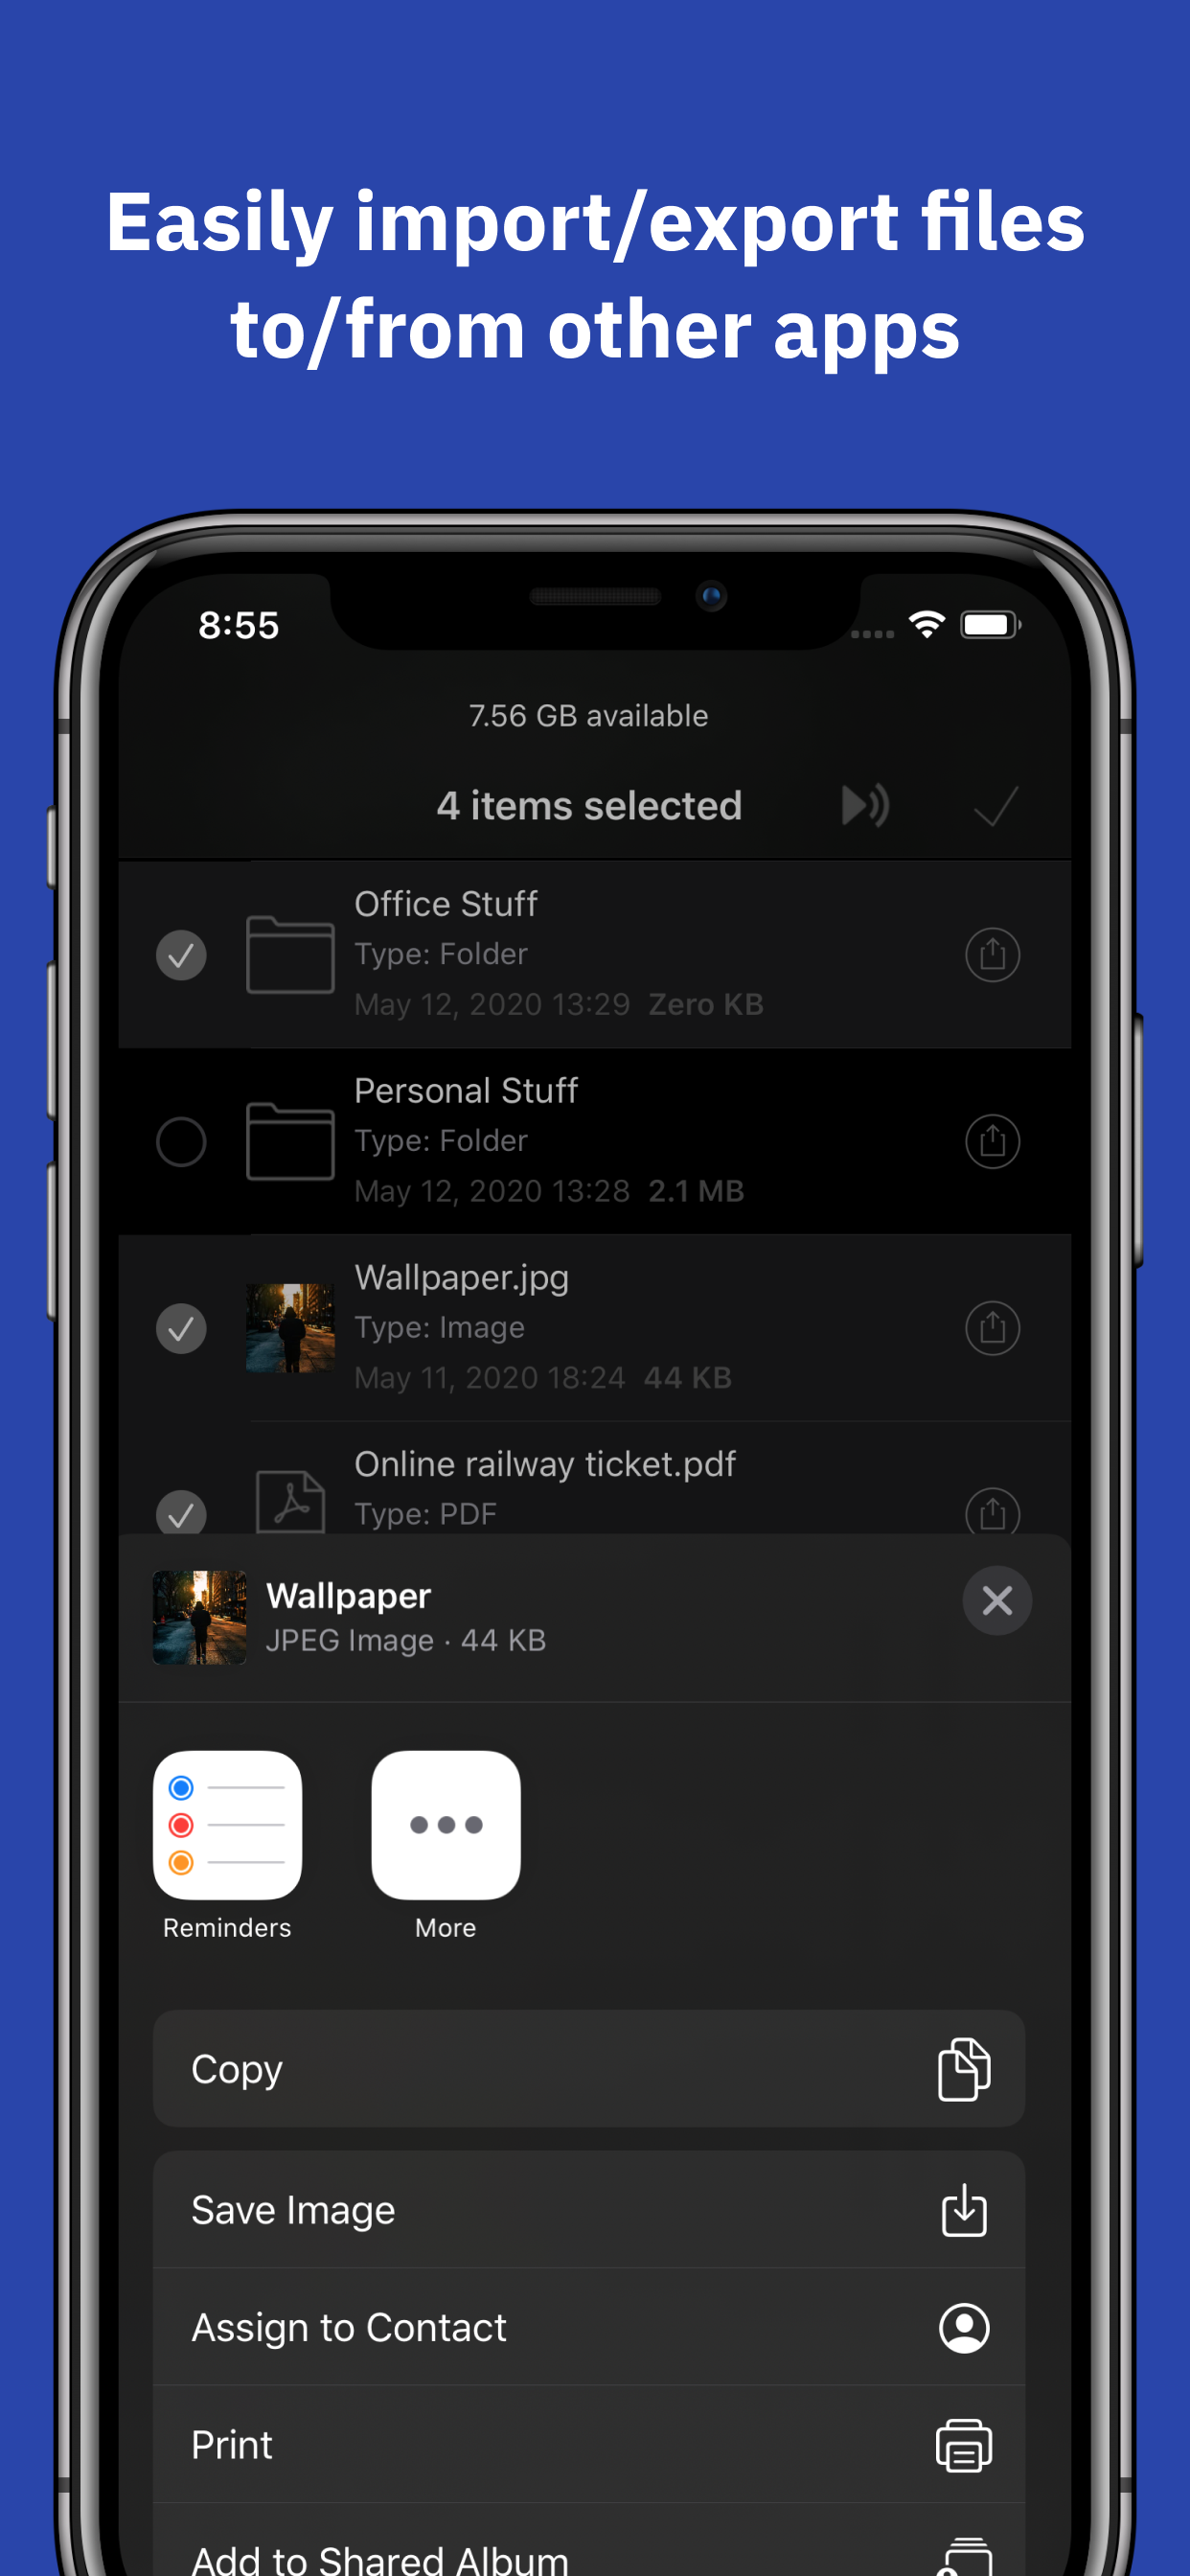 Easily import/export files
to/from other apps
8:55
7.56 GB available
4 items selected
Office Stuff
Type: Folder
May 12, 2020 13:29 Zero KB
Personal Stuff
Type: Folder
May 12, 2020 13:28 2.1 MB
Wallpaper.jpg
Type: Image
May 11, 2020 18:24 44 KB
Online railway ticket.pdf
Type: PDF
Wallpaper
JPEG Image · 44 KB
Reminders
More
Copy
Save Image
Assign to Contact
Print
Add to Shared Album